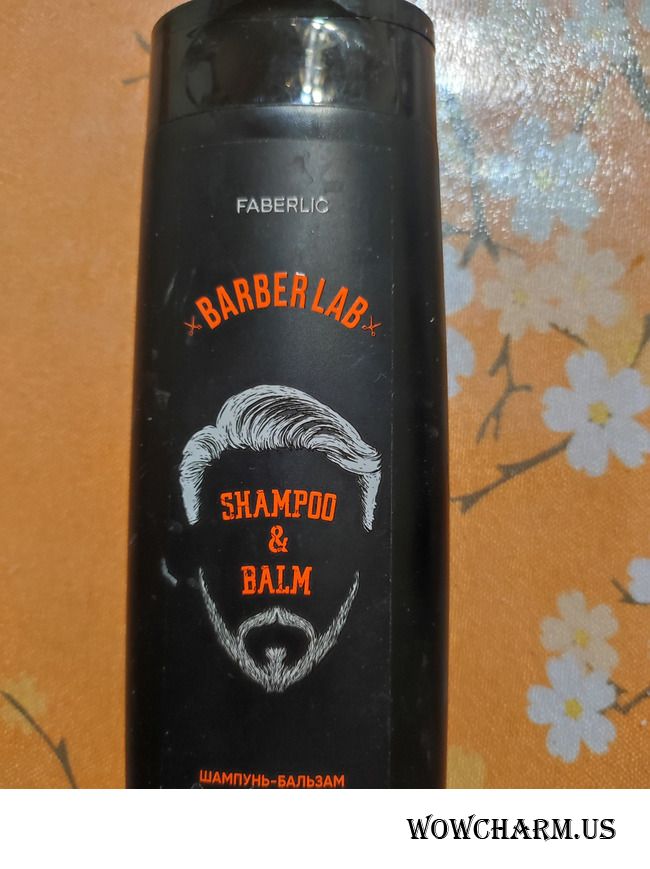 FABERLIC
BARBER LAB
SHAMPOO
&
BALM
ШАМПУНЬ-БАЛЬЗАМ
WOWCHARM.US